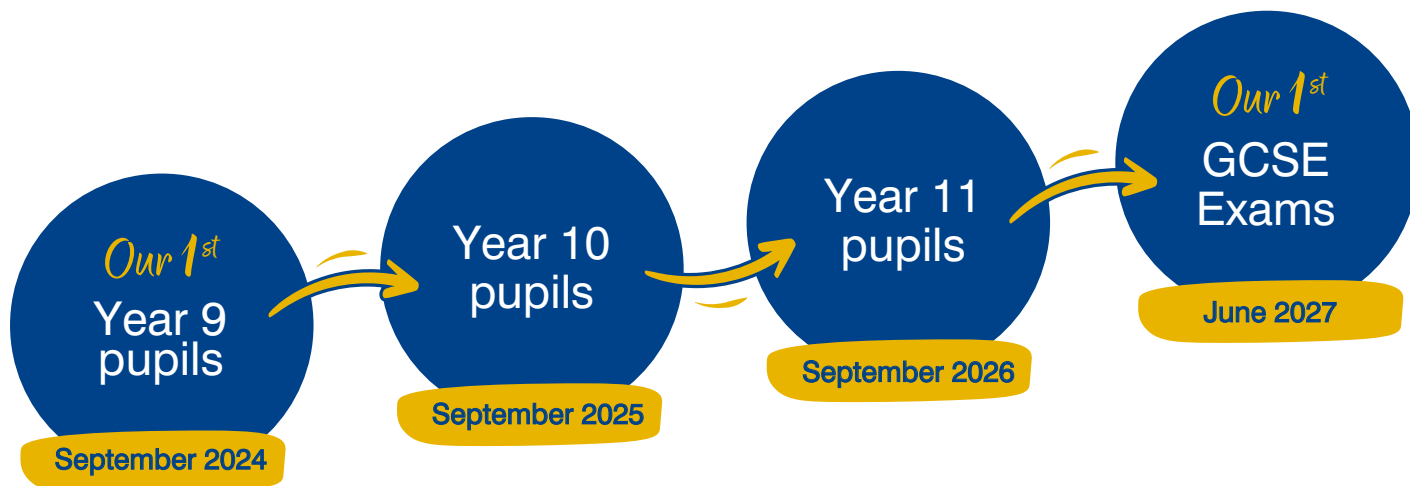 Our 1st
Year 9
pupils
September 2024
Year 10
pupils
September 2025
Year 11
pupils
September 2026
Our 1st
GCSE
Exams
June 2027